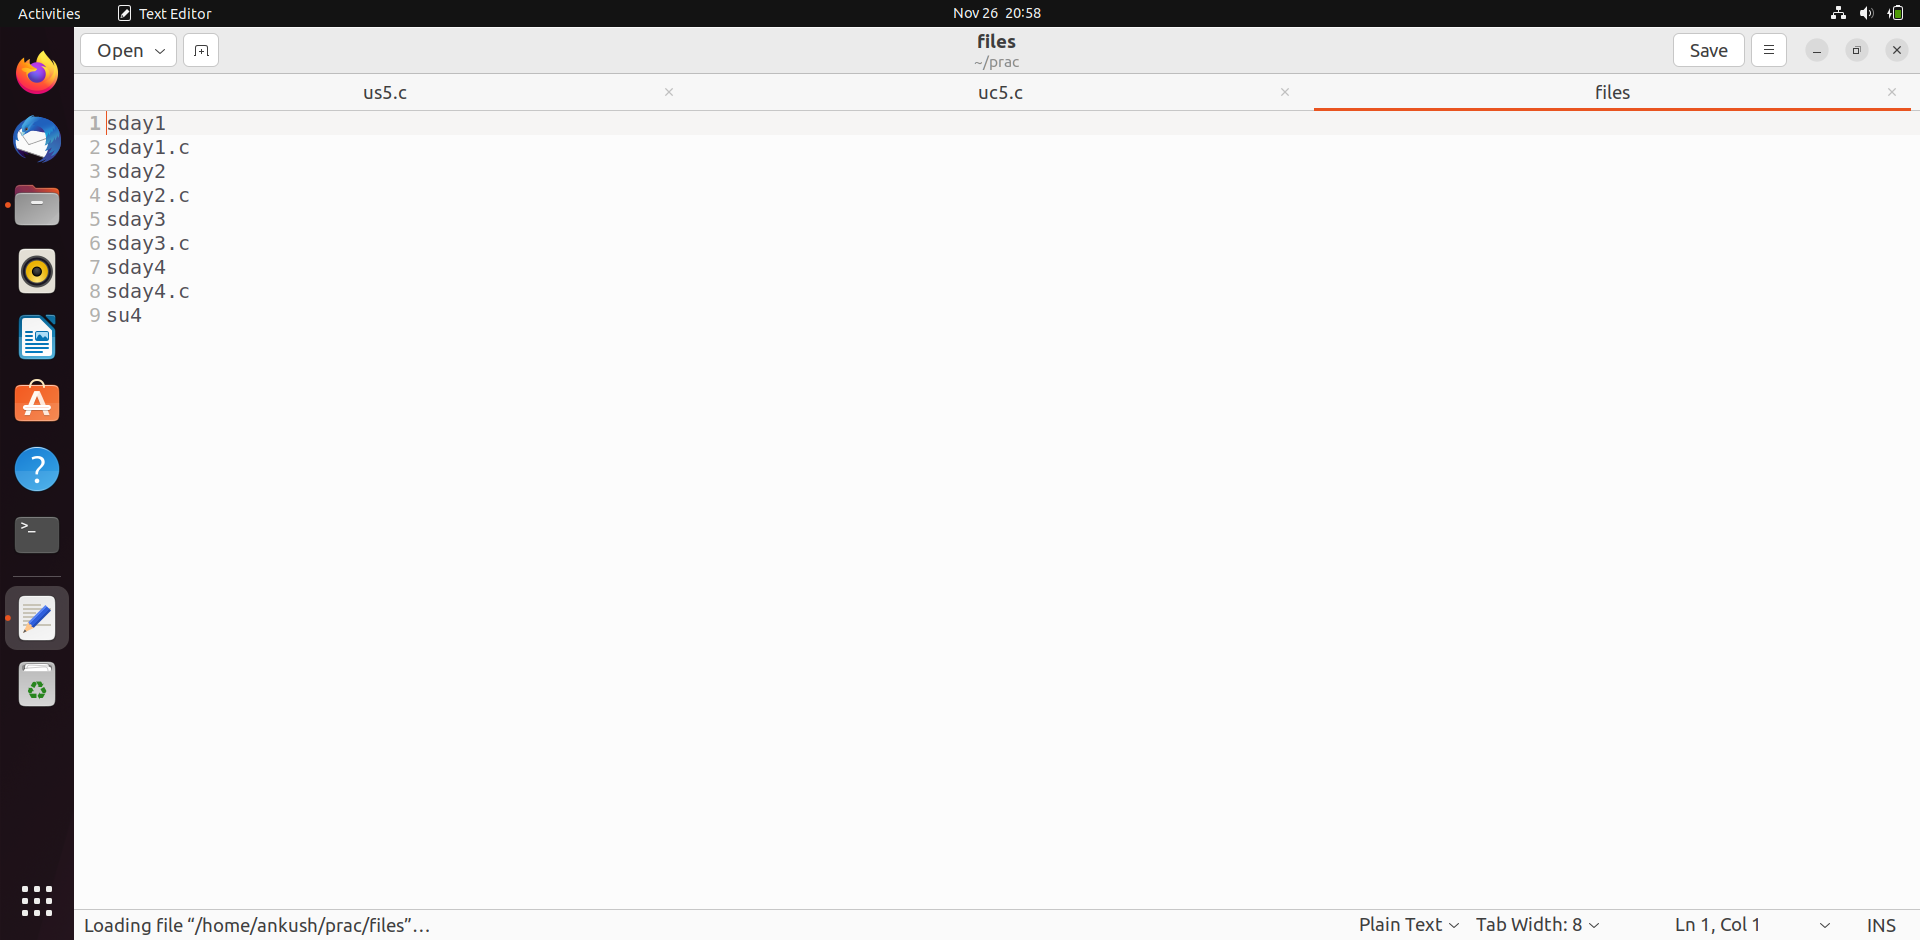 Activities Text Editor Nov 26 20:58
Open files Save
~/prac
us5.c uc5.c files
1 sday1
2 sday1.c
3 sday2
4 sday2.c
5 sday3
6 sday3.c
7 sday4
8 sday4.c
9 su4
Loading file “/home/ankush/prac/files”… Plain Text Tab Width: 8 Ln 1, Col 1 INS